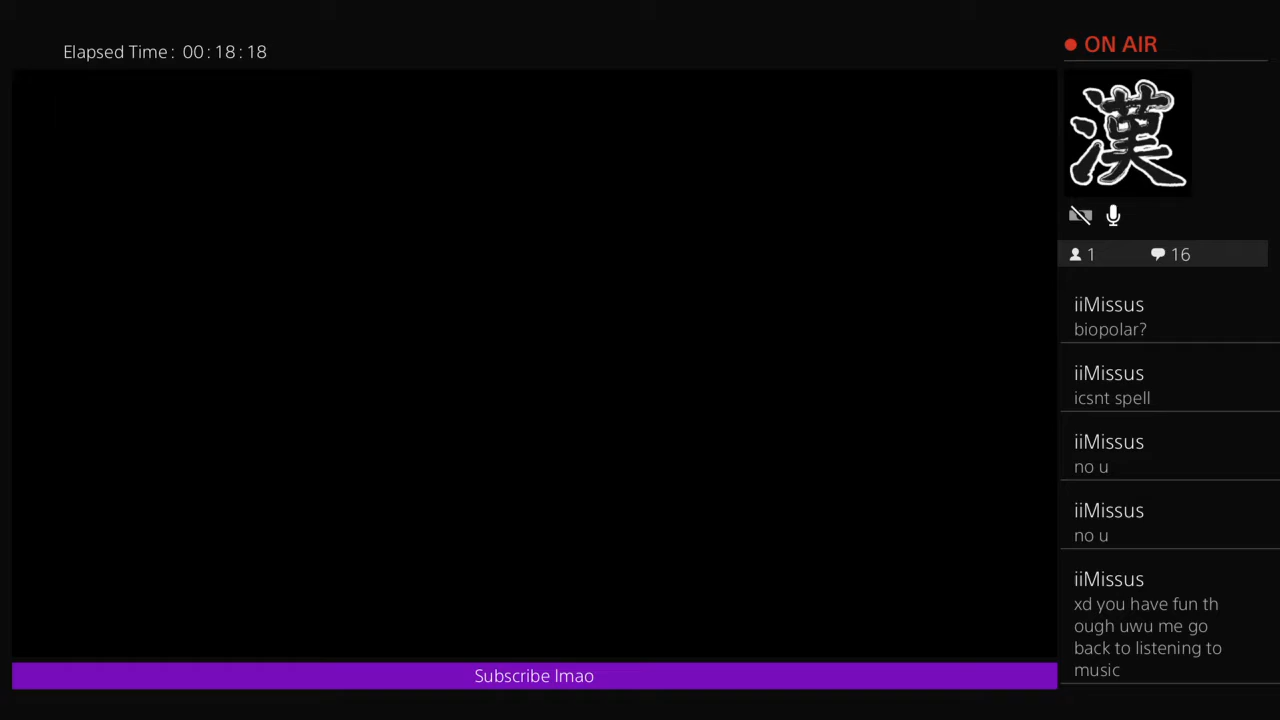 Elapsed Time: 00:18:18
ON AIR
漢
1 16
iiMissus
biopolar?
iiMissus
icsnt spell
iiMissus
no u
iiMissus
no u
iiMissus
xd you have fun th
ough uwu me go
back to listening to
music
Subscribe lmao